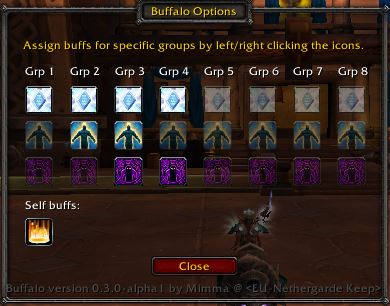 Buffalo Options
Assign buffs for specific groups by left/right clicking the icons.
Grp 1 Grp 2 Grp 3 Grp 4 Grp 5 Grp 6 Grp 7 Grp 8
Self buffs:
Close
Buffalo version 0.3.0-alpha1 by Mimma @ <EU-Nethergarde Keep>